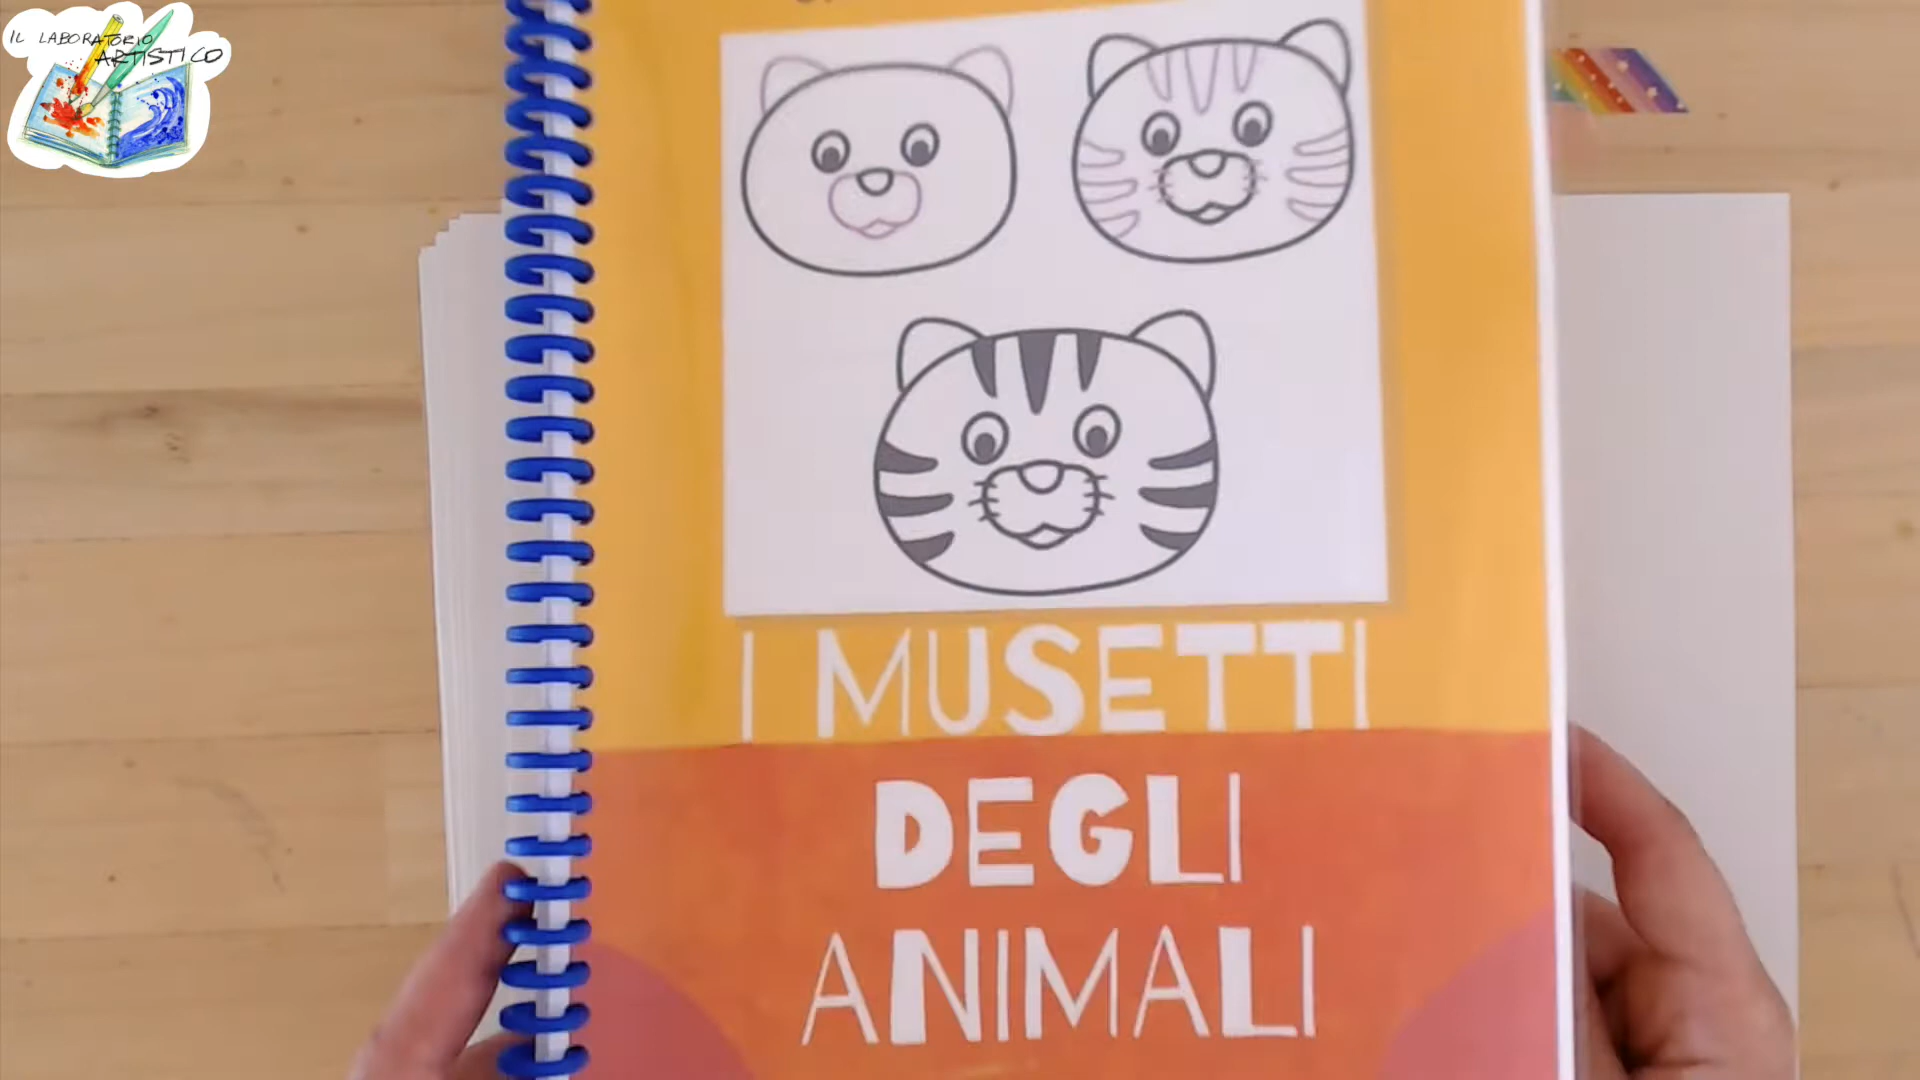 IL LABORATORIO
ARTISTICO
I MUSETTI
DEGLI
ANIMALI